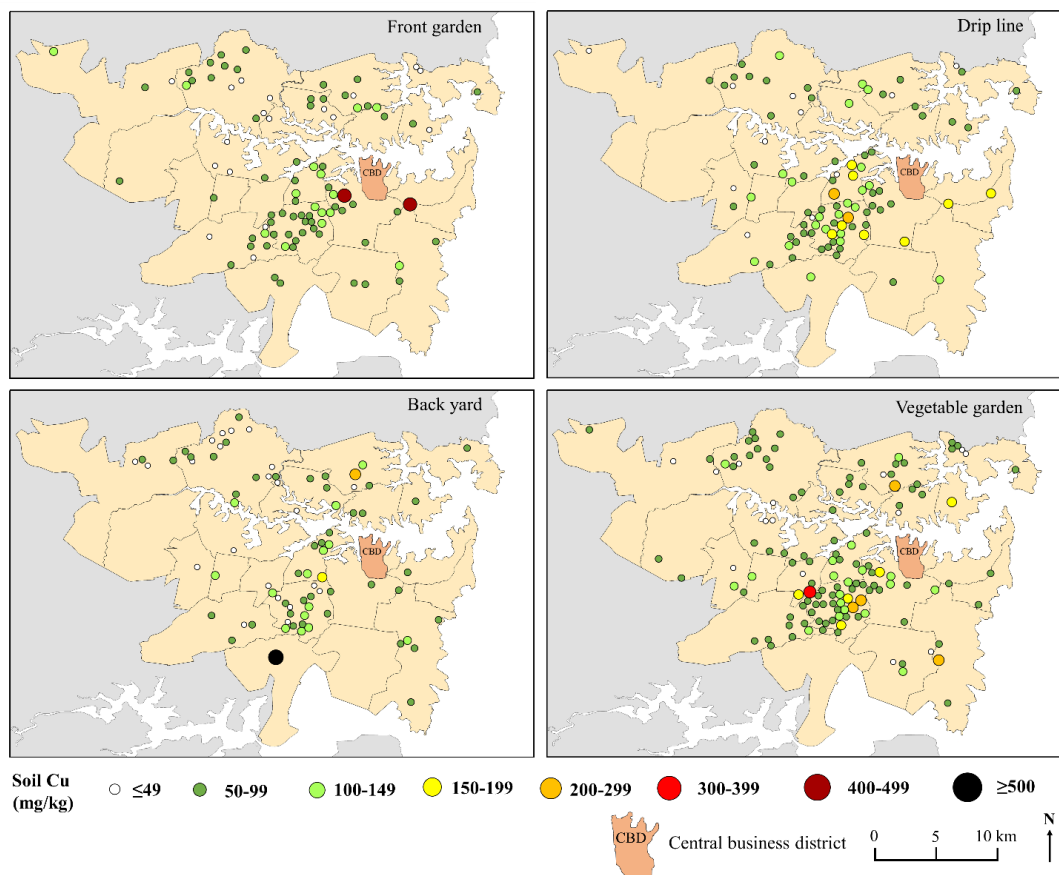 Front garden
CBD
Drip line
CBD
Back yard
CBD
Vegetable garden
CBD
Soil Cu
(mg/kg)
≤49
50-99
100-149
150-199
200-299
300-399
400-499
≥500
CBD
Central business district
0 5 10 km
N